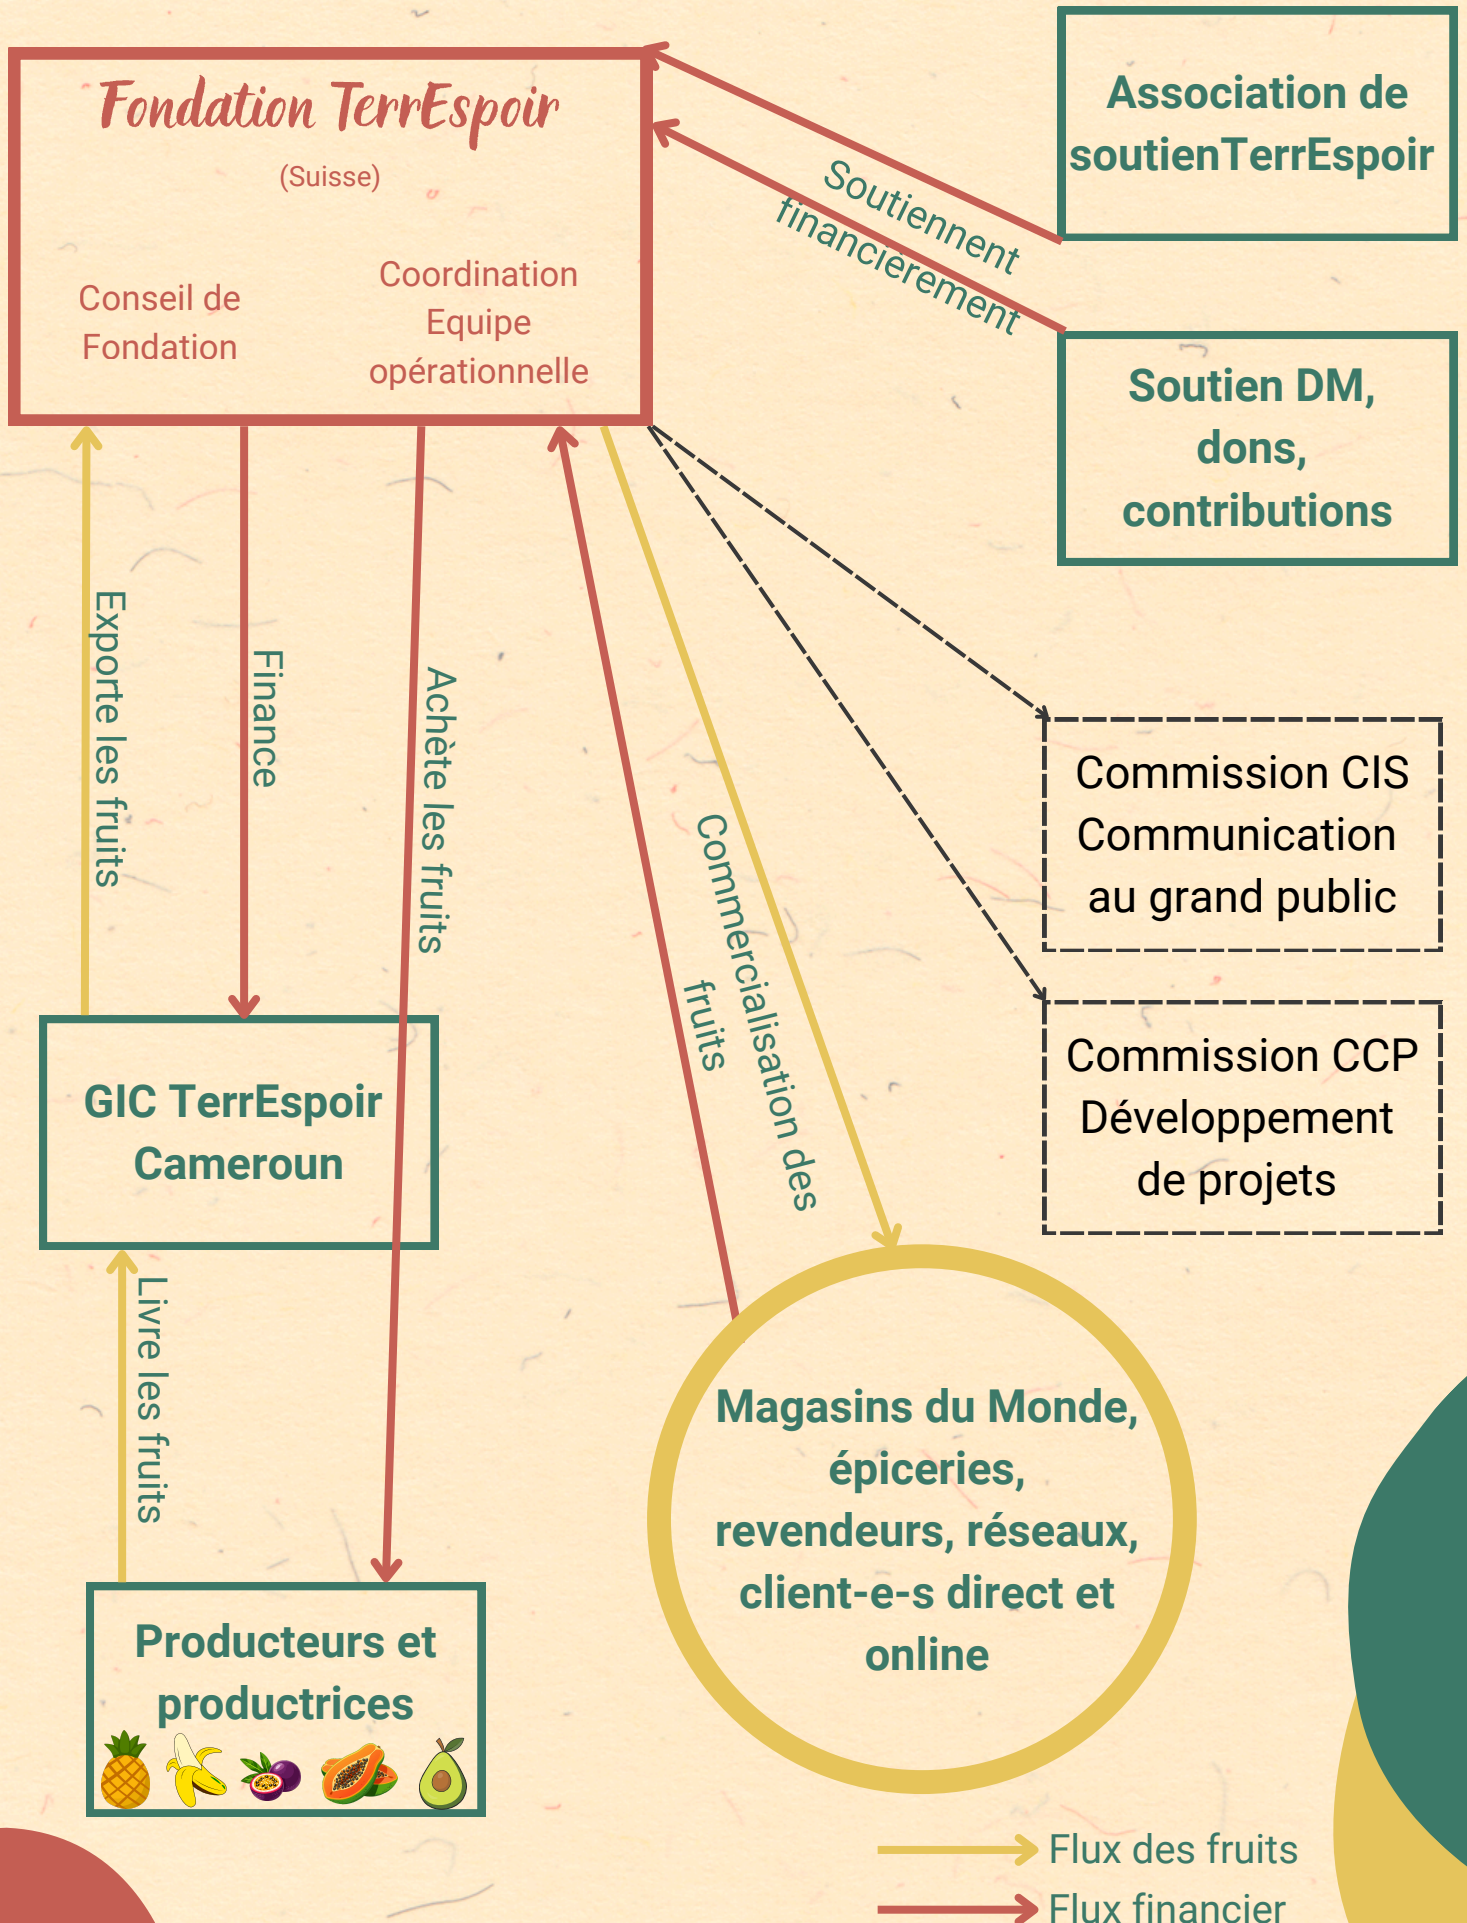 Fondation TerrEspoir
(Suisse)
Conseil de
Fondation
Coordination
Equipe
opérationnelle
Association de
soutienTerrEspoir
Soutiennent
financièrement
Soutien DM,
dons,
contributions
Exporte les fruits
Finance
Achète les fruits
Commercialisation des
fruits
Commission CIS
Communication
au grand public
Commission CCP
Développement
de projets
GIC TerrEspoir
Cameroun
Livre les fruits
Producteurs et
productrices
Magasins du Monde,
épiceries,
revendeurs, réseaux,
client-e-s direct et
online
Flux des fruits
Flux financier